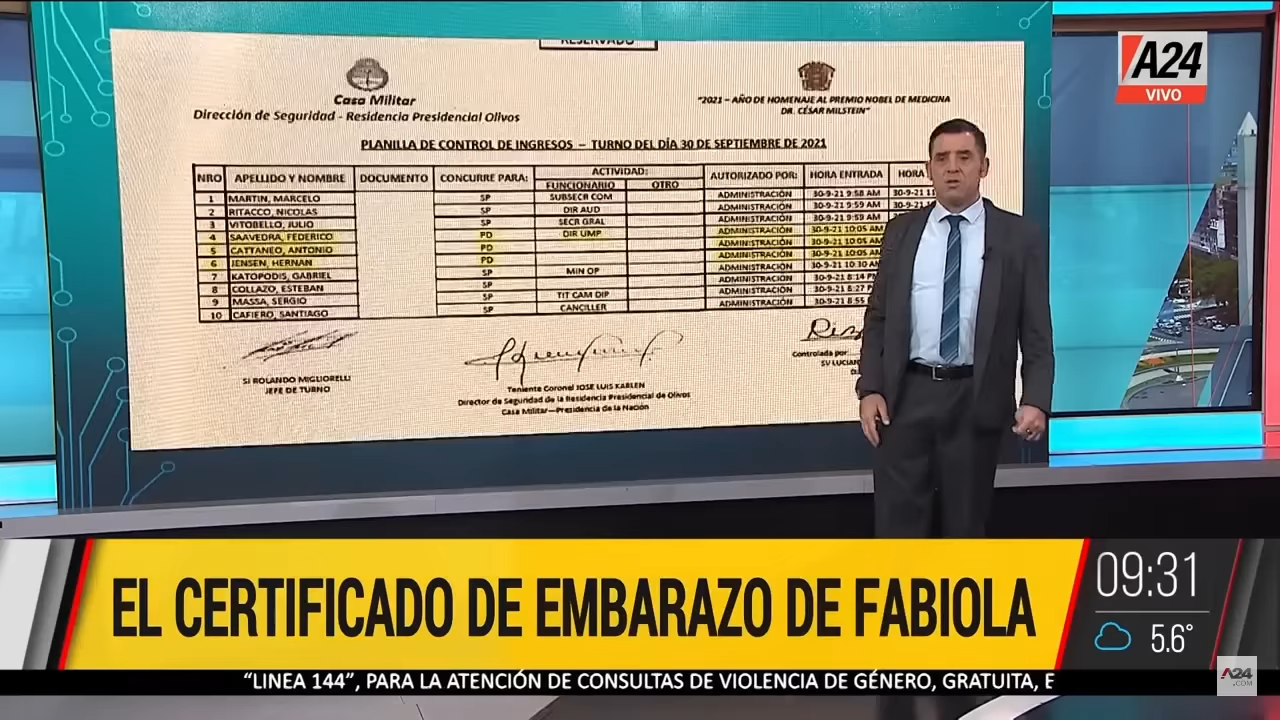 RESERVADO
Casa Militar
Dirección de Seguridad - Residencia Presidencial Olivos
"2021 – AÑO DE HOMENAJE AL PREMIO NOBEL DE MEDICINA
DR. CÉSAR MILSTEIN"
PLANILLA DE CONTROL DE INGRESOS – TURNO DEL DÍA 30 DE SEPTIEMBRE DE 2021
NRO APELLIDO Y NOMBRE DOCUMENTO CONCURRE PARA: ACTIVIDAD: AUTORIZADO POR: HORA ENTRADA HORA
FUNCIONARIO OTRO
1 MARTIN, MARCELO SP SUBSECR COM ADMINISTRACIÓN 30-9-21 9:58 AM
2 RITACCO, NICOLAS SP DIR AUD ADMINISTRACIÓN 30-9-21 9:59 AM
3 VITOBELLO, JULIO SP SECR GRAL ADMINISTRACIÓN 30-9-21 9:59 AM
4 SAAVEDRA, FEDERICO PD DIR UMP ADMINISTRACIÓN 30-9-21 10:05 AM
5 CATTANEO, ANTONIO PD ADMINISTRACIÓN 30-9-21 10:05 AM
6 JENSEN, HERNAN PD ADMINISTRACIÓN 30-9-21 10:05 AM
7 KATOPODIS, GABRIEL SP MIN OP ADMINISTRACIÓN 30-9-21 10:30 AM
8 COLLAZO, ESTEBAN SP ADMINISTRACIÓN 30-9-21 8:14
9 MASSA, SERGIO SP TIT CAM DIP ADMINISTRACIÓN 30-9-21 8:27
10 CAFIERO, SANTIAGO SP CANCILLER ADMINISTRACIÓN 30-9-21 8:55
SI ROLANDO MIGLIORELLI
JEFE DE TURNO
Teniente Coronel JOSE LUIS KARLEN
Director de Seguridad de la Residencia Presidencial de Olivos
Casa Militar—Presidencia de la Nación
Controlada por:
SV LUCIAN
A24
VIVO
EL CERTIFICADO DE EMBARAZO DE FABIOLA
09:31
5.6°
"LINEA 144", PARA LA ATENCIÓN DE CONSULTAS DE VIOLENCIA DE GÉNERO, GRATUITA, E
A24
.COM